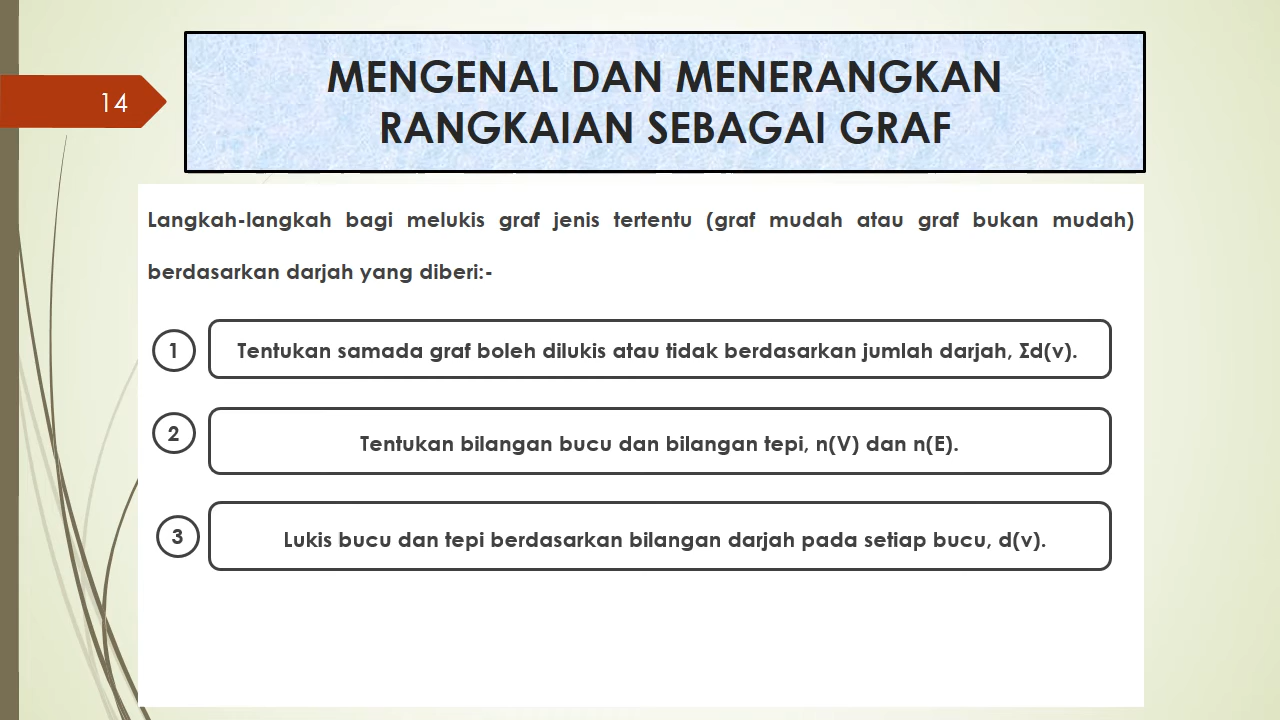 14
MENGENAL DAN MENERANGKAN
RANGKAIAN SEBAGAI GRAF
Langkah-langkah bagi melukis graf jenis tertentu (graf mudah atau graf bukan mudah)
berdasarkan darjah yang diberi:-
1 Tentukan samada graf boleh dilukis atau tidak berdasarkan jumlah darjah, Σd(v).
2 Tentukan bilangan bucu dan bilangan tepi, n(V) dan n(E).
3 Lukis bucu dan tepi berdasarkan bilangan darjah pada setiap bucu, d(v).